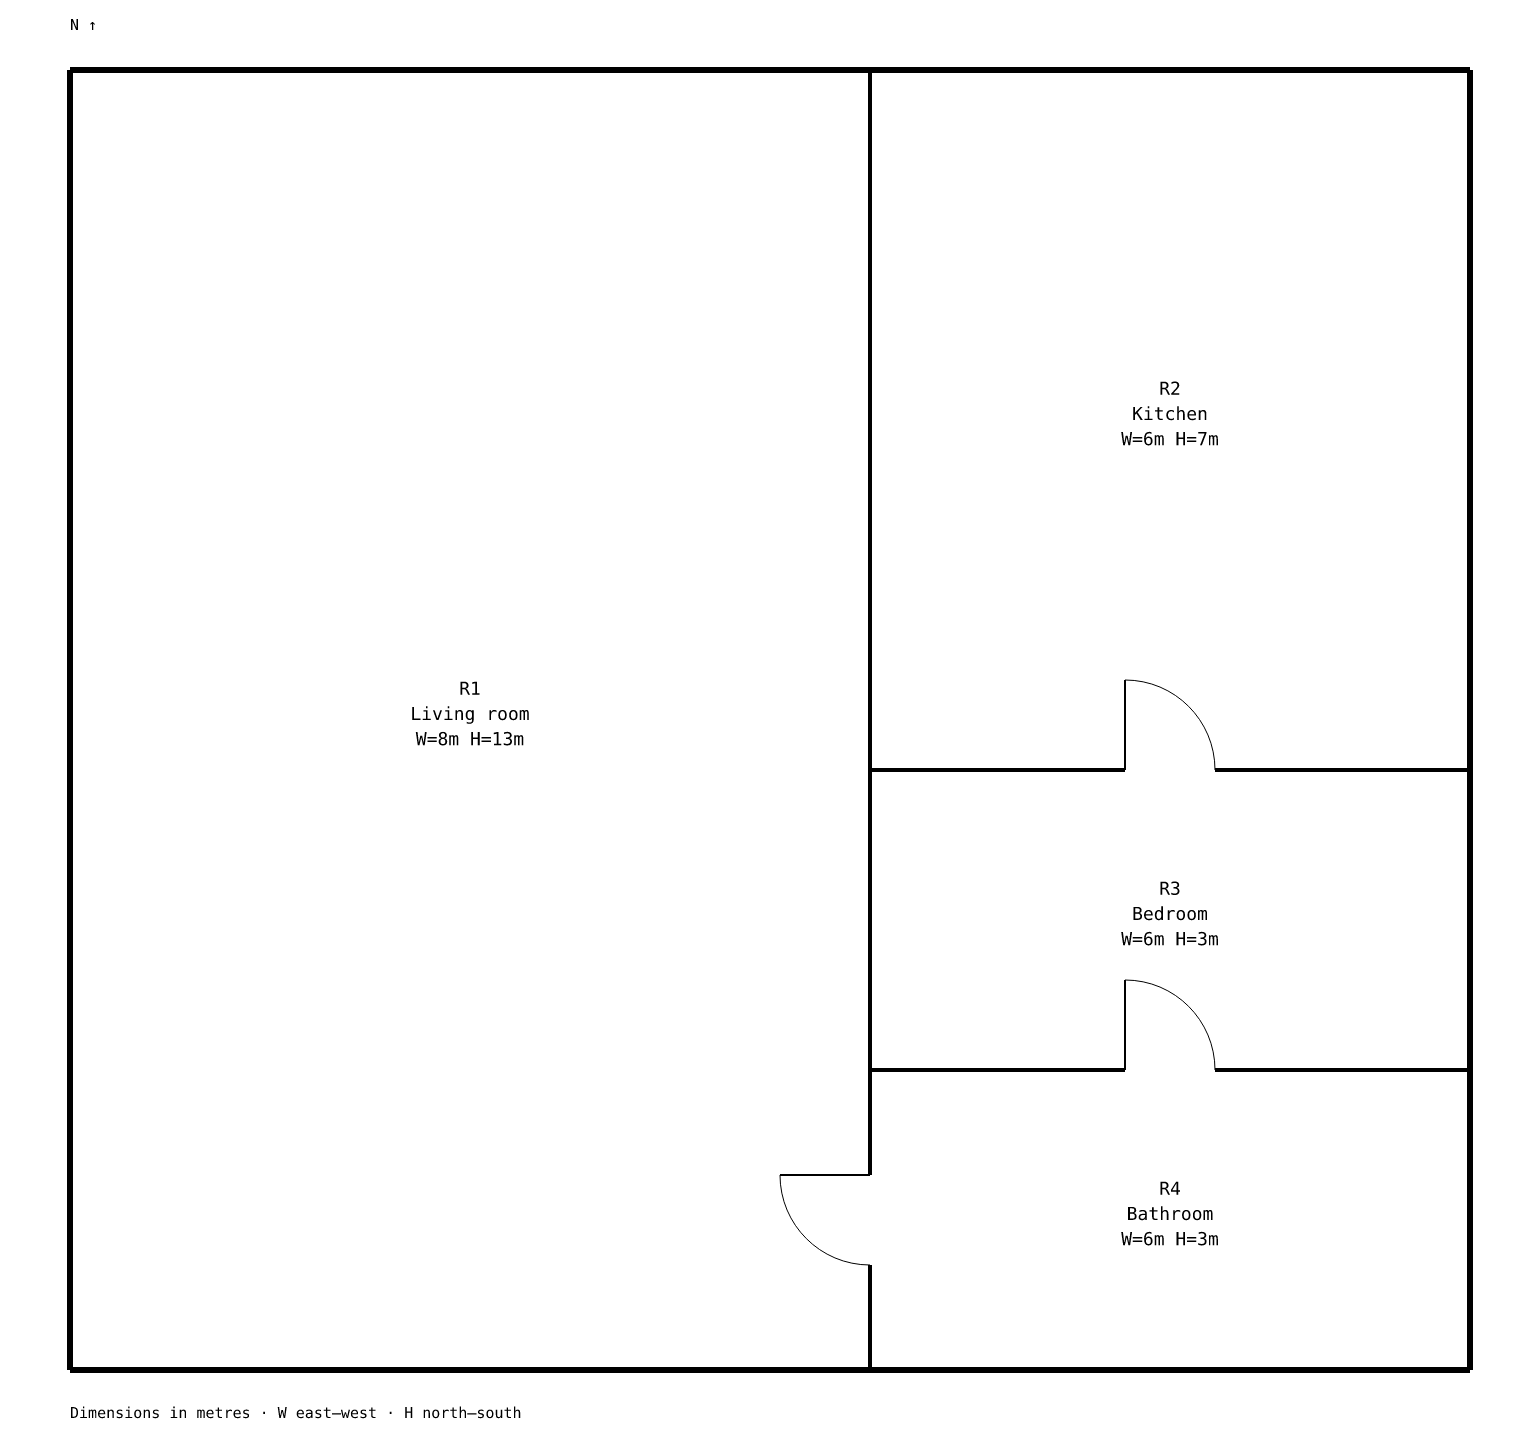 N ↑
R1
Living room
W=8m H=13m
R2
Kitchen
W=6m H=7m
R3
Bedroom
W=6m H=3m
R4
Bathroom
W=6m H=3m
Dimensions in metres · W east–west · H north–south